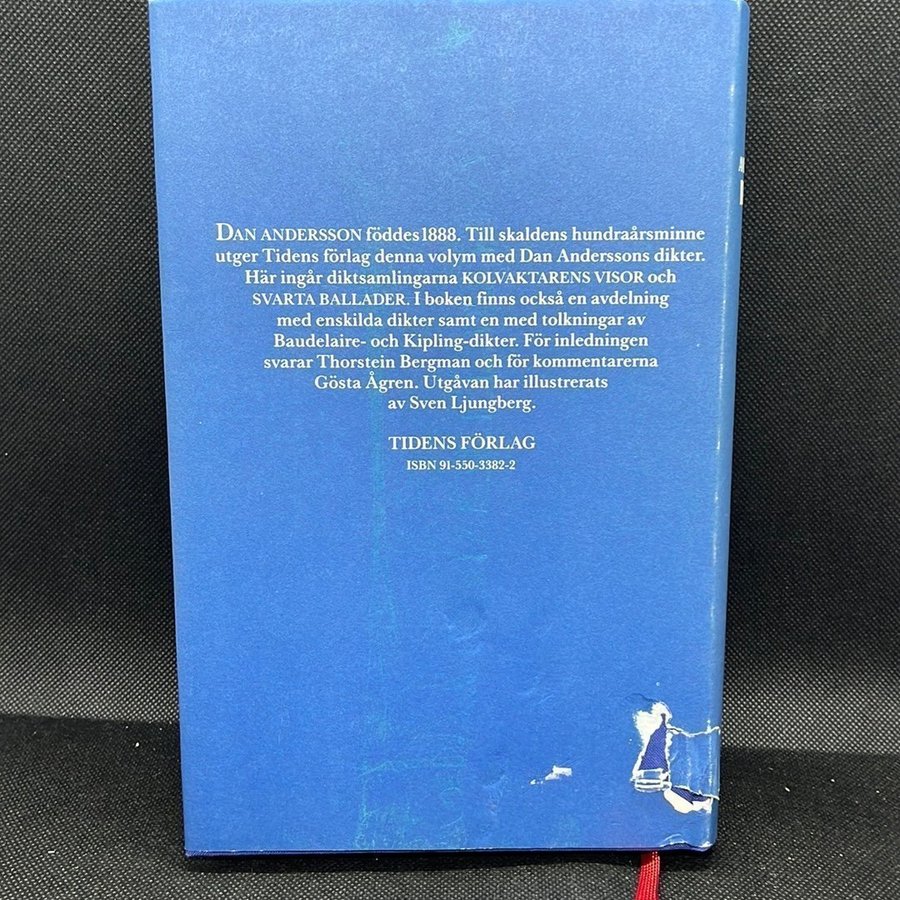 DAN ANDERSSON föddes 1888. Till skaldens hundraårsminne
utger Tidens förlag denna volym med Dan Anderssons dikter.
Här ingår diktsamlingarna KOLVAKTARENS VISOR och
SVARTA BALLADER. I boken finns också en avdelning
med enskilda dikter samt en med tolkningar av
Baudelaire- och Kipling-dikter. För inledningen
svarar Thorstein Bergman och för kommentarerna
Gösta Ågren. Utgåvan har illustrerats
av Sven Ljungberg.
TIDENS FÖRLAG
ISBN 91-550-3382-2